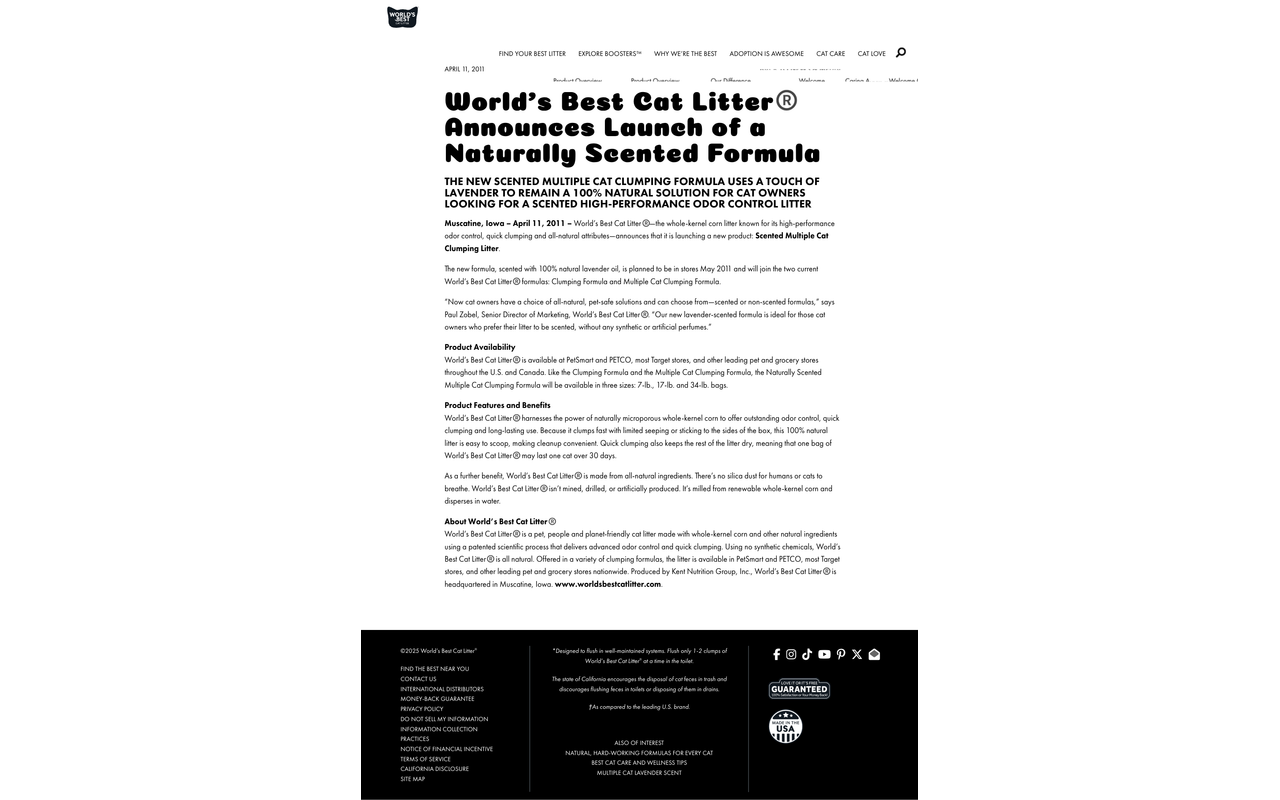 WORLD'S
BEST
CAT LITTER
FIND YOUR BEST LITTER EXPLORE BOOSTERS™ WHY WE'RE THE BEST ADOPTION IS AWESOME CAT CARE CAT LOVE
APRIL 11, 2011
Product Overview Product Overview Our Difference Welcome Caring A Welcome
World's Best Cat Litter®
Announces Launch of a
Naturally Scented Formula
THE NEW SCENTED MULTIPLE CAT CLUMPING FORMULA USES A TOUCH OF
LAVENDER TO REMAIN A 100% NATURAL SOLUTION FOR CAT OWNERS
LOOKING FOR A SCENTED HIGH-PERFORMANCE ODOR CONTROL LITTER
Muscatine, Iowa – April 11, 2011 – World's Best Cat Litter®—the whole-kernel corn litter known for its high-performance
odor control, quick clumping and all-natural attributes—announces that it is launching a new product: Scented Multiple Cat
Clumping Litter.
The new formula, scented with 100% natural lavender oil, is planned to be in stores May 2011 and will join the two current
World's Best Cat Litter® formulas: Clumping Formula and Multiple Cat Clumping Formula.
"Now cat owners have a choice of all-natural, pet-safe solutions and can choose from—scented or non-scented formulas," says
Paul Zobel, Senior Director of Marketing, World's Best Cat Litter®. "Our new lavender-scented formula is ideal for those cat
owners who prefer their litter to be scented, without any synthetic or artificial perfumes."
Product Availability
World's Best Cat Litter® is available at PetSmart and PETCO, most Target stores, and other leading pet and grocery stores
throughout the U.S. and Canada. Like the Clumping Formula and the Multiple Cat Clumping Formula, the Naturally Scented
Multiple Cat Clumping Formula will be available in three sizes: 7-lb., 17-lb. and 34-lb. bags.
Product Features and Benefits
World's Best Cat Litter® harnesses the power of naturally microporous whole-kernel corn to offer outstanding odor control, quick
clumping and long-lasting use. Because it clumps fast with limited seeping or sticking to the sides of the box, this 100% natural
litter is easy to scoop, making cleanup convenient. Quick clumping also keeps the rest of the litter dry, meaning that one bag of
World's Best Cat Litter® may last one cat over 30 days.
As a further benefit, World's Best Cat Litter® is made from all-natural ingredients. There's no silica dust for humans or cats to
breathe. World's Best Cat Litter® isn't mined, drilled, or artificially produced. It's milled from renewable whole-kernel corn and
disperses in water.
About World's Best Cat Litter®
World's Best Cat Litter® is a pet, people and planet-friendly cat litter made with whole-kernel corn and other natural ingredients
using a patented scientific process that delivers advanced odor control and quick clumping. Using no synthetic chemicals, World's
Best Cat Litter® is all natural. Offered in a variety of clumping formulas, the litter is available in PetSmart and PETCO, most Target
stores, and other leading pet and grocery stores nationwide. Produced by Kent Nutrition Group, Inc., World's Best Cat Litter® is
headquartered in Muscatine, Iowa. www.worldsbestcatlitter.com.
©2025 World's Best Cat Litter®
FIND THE BEST NEAR YOU
CONTACT US
INTERNATIONAL DISTRIBUTORS
MONEY-BACK GUARANTEE
PRIVACY POLICY
DO NOT SELL MY INFORMATION
INFORMATION COLLECTION
PRACTICES
NOTICE OF FINANCIAL INCENTIVE
TERMS OF SERVICE
CALIFORNIA DISCLOSURE
SITE MAP
*Designed to flush in well-maintained systems. Flush only 1-2 clumps of
World's Best Cat Litter® at a time in the toilet.
The state of California encourages the disposal of cat feces in trash and
discourages flushing feces in toilets or disposing of them in drains.
†As compared to the leading U.S. brand.
ALSO OF INTEREST
NATURAL, HARD-WORKING FORMULAS FOR EVERY CAT
BEST CAT CARE AND WELLNESS TIPS
MULTIPLE CAT LAVENDER SCENT
LOVE IT OR IT'S FREE
GUARANTEED
100% Satisfaction or Your Money Back!
MADE IN THE
USA